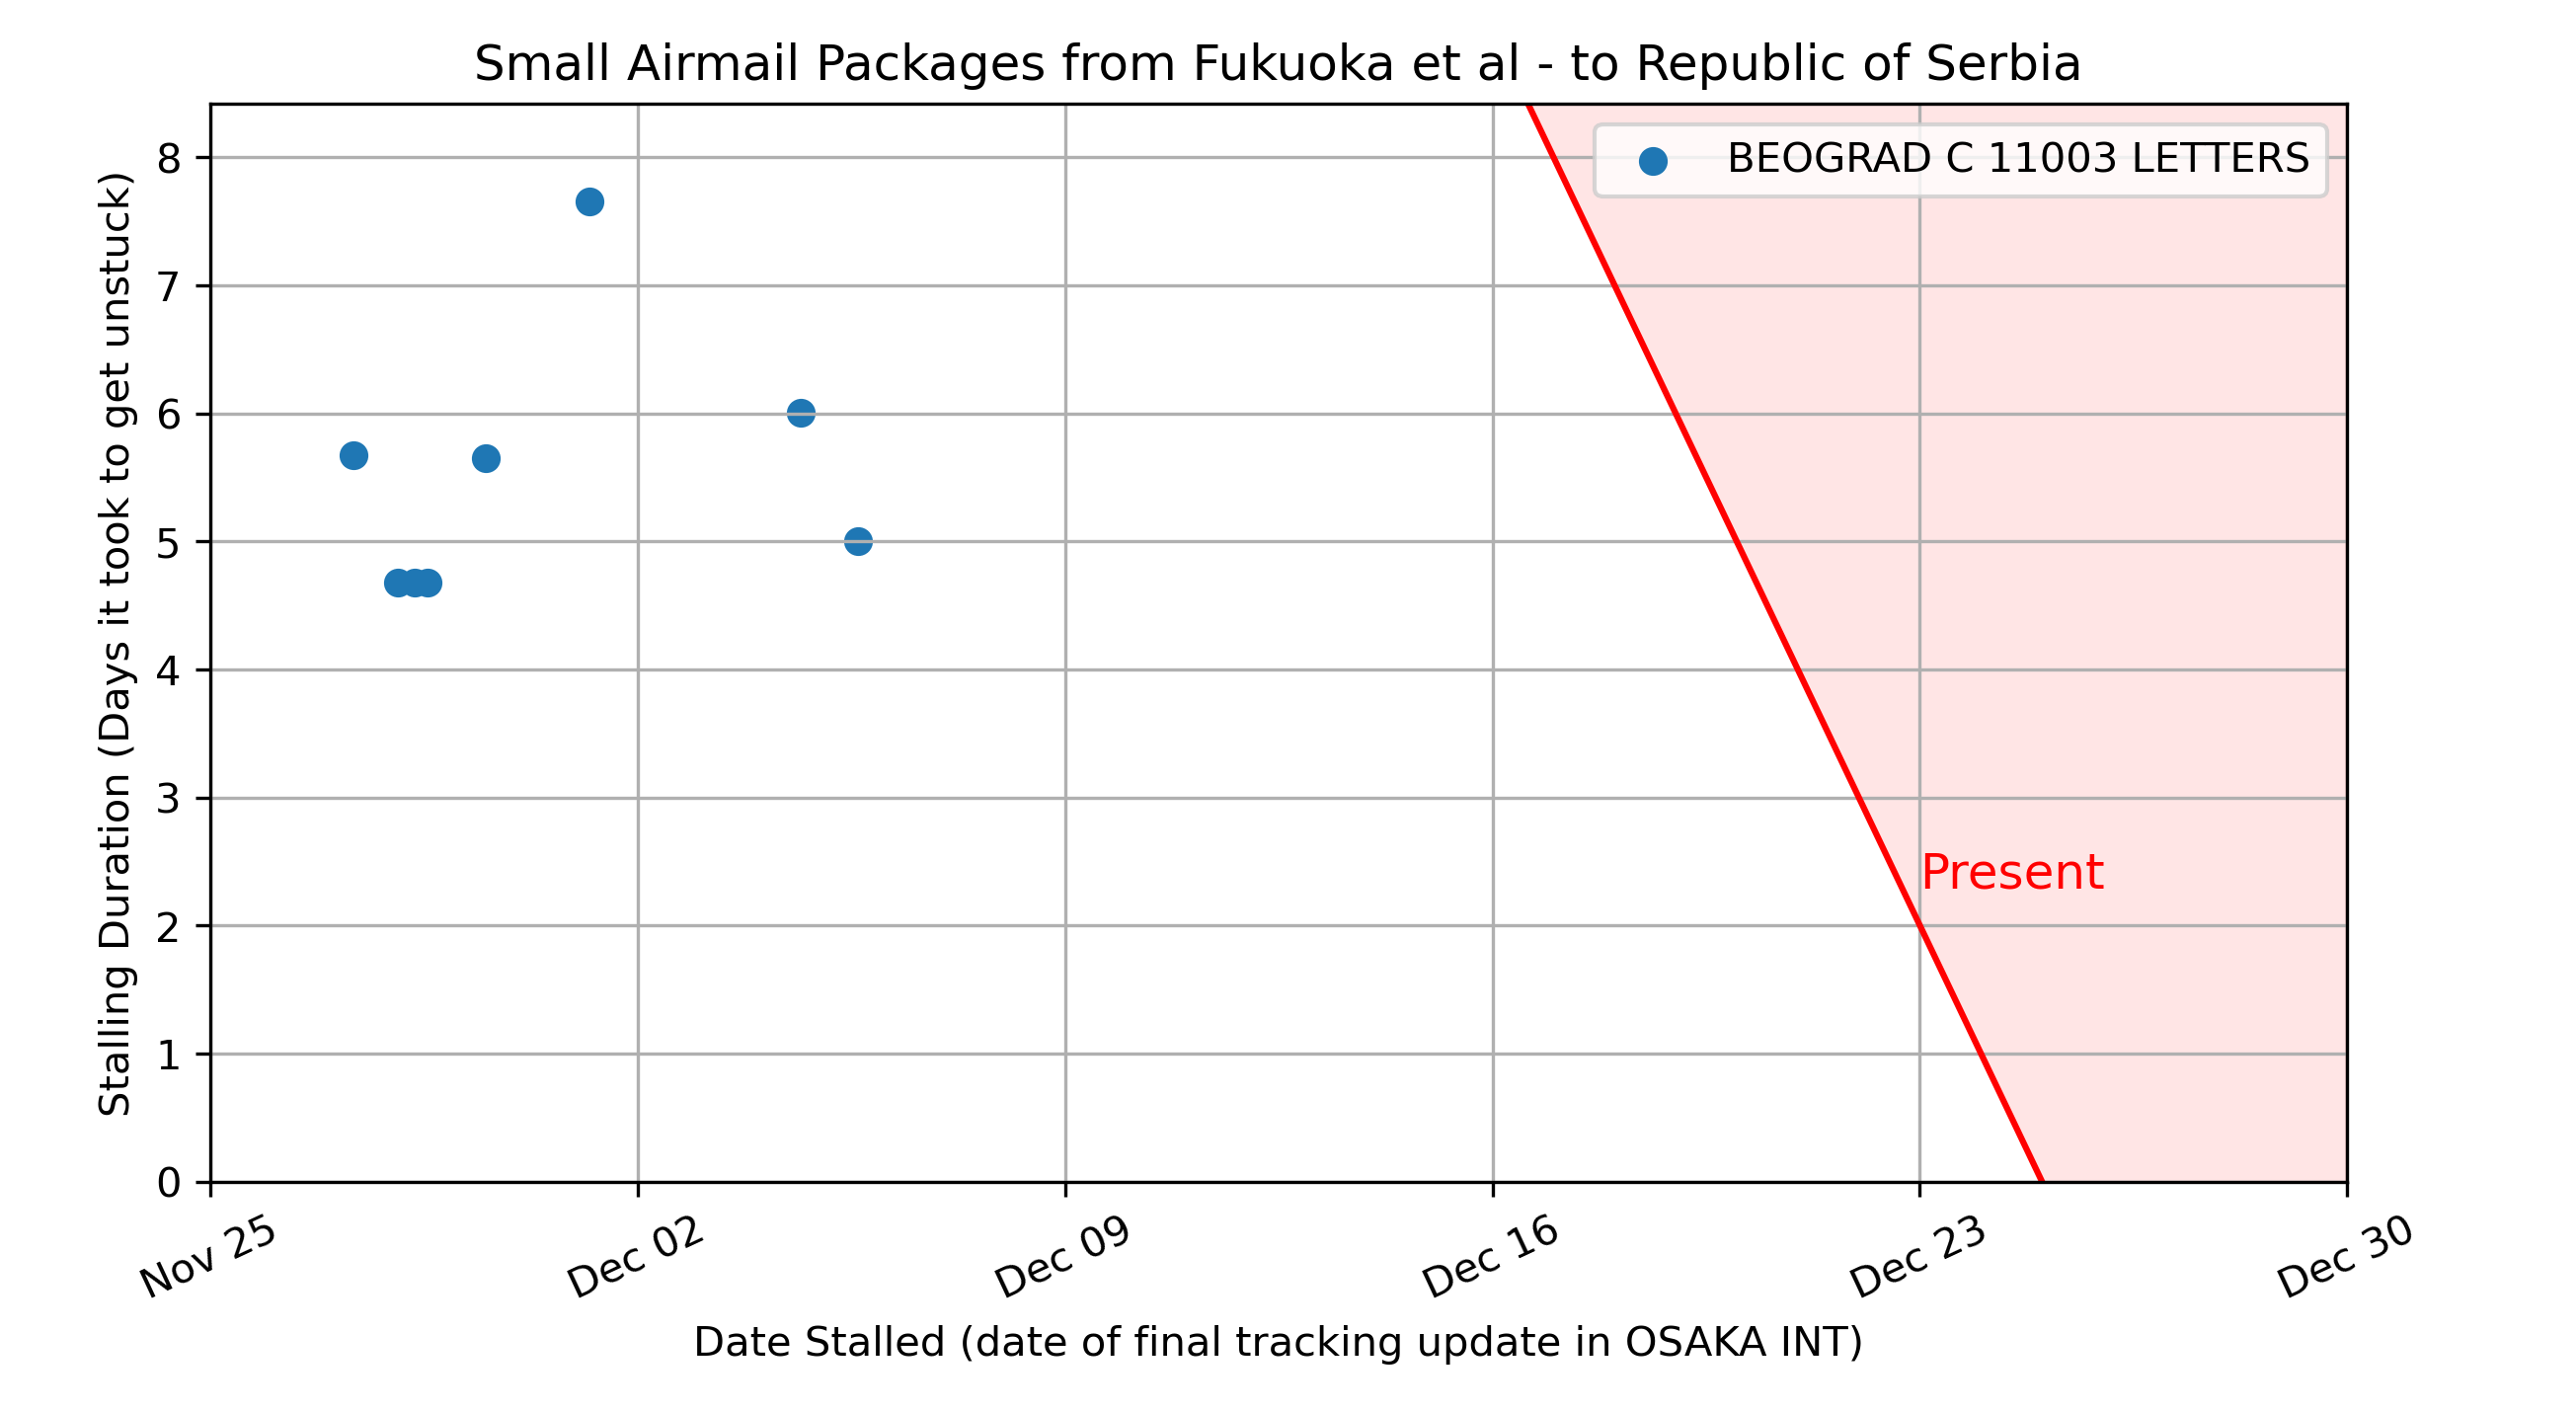 Small Airmail Packages from Fukuoka et al - to Republic of Serbia
BEOGRAD C 11003 LETTERS
Stalling Duration (Days it took to get unstuck)
8
7
6
5
4
3
2
1
0
Present
Nov 25
Dec 02
Dec 09
Dec 16
Dec 23
Dec 30
Date Stalled (date of final tracking update in OSAKA INT)